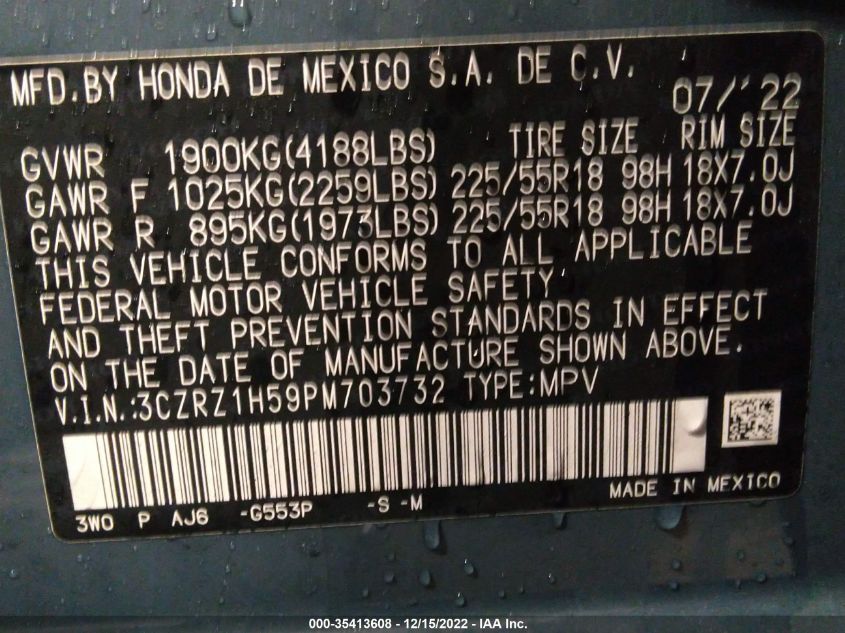 MFD.BY HONDA DE MEXICO S.A. DE C.V. 07/'22
GVWR 1900KG(4188LBS) TIRE SIZE RIM SIZE
GAWR F 1025KG(2259LBS) 225/55R18 98H 18X7.0J
GAWR R 895KG(1973LBS) 225/55R18 98H 18X7.0J
THIS VEHICLE CONFORMS TO ALL APPLICABLE
FEDERAL MOTOR VEHICLE SAFETY
AND THEFT PREVENTION STANDARDS IN EFFECT
ON THE DATE OF MANUFACTURE SHOWN ABOVE.
V.I.N.:3CZRZ1H59PM703732 TYPE:MPV
MADE IN MEXICO
3WO P AJ6 -G553P -S -M
000-35413608 - 12/15/2022 - IAA Inc.